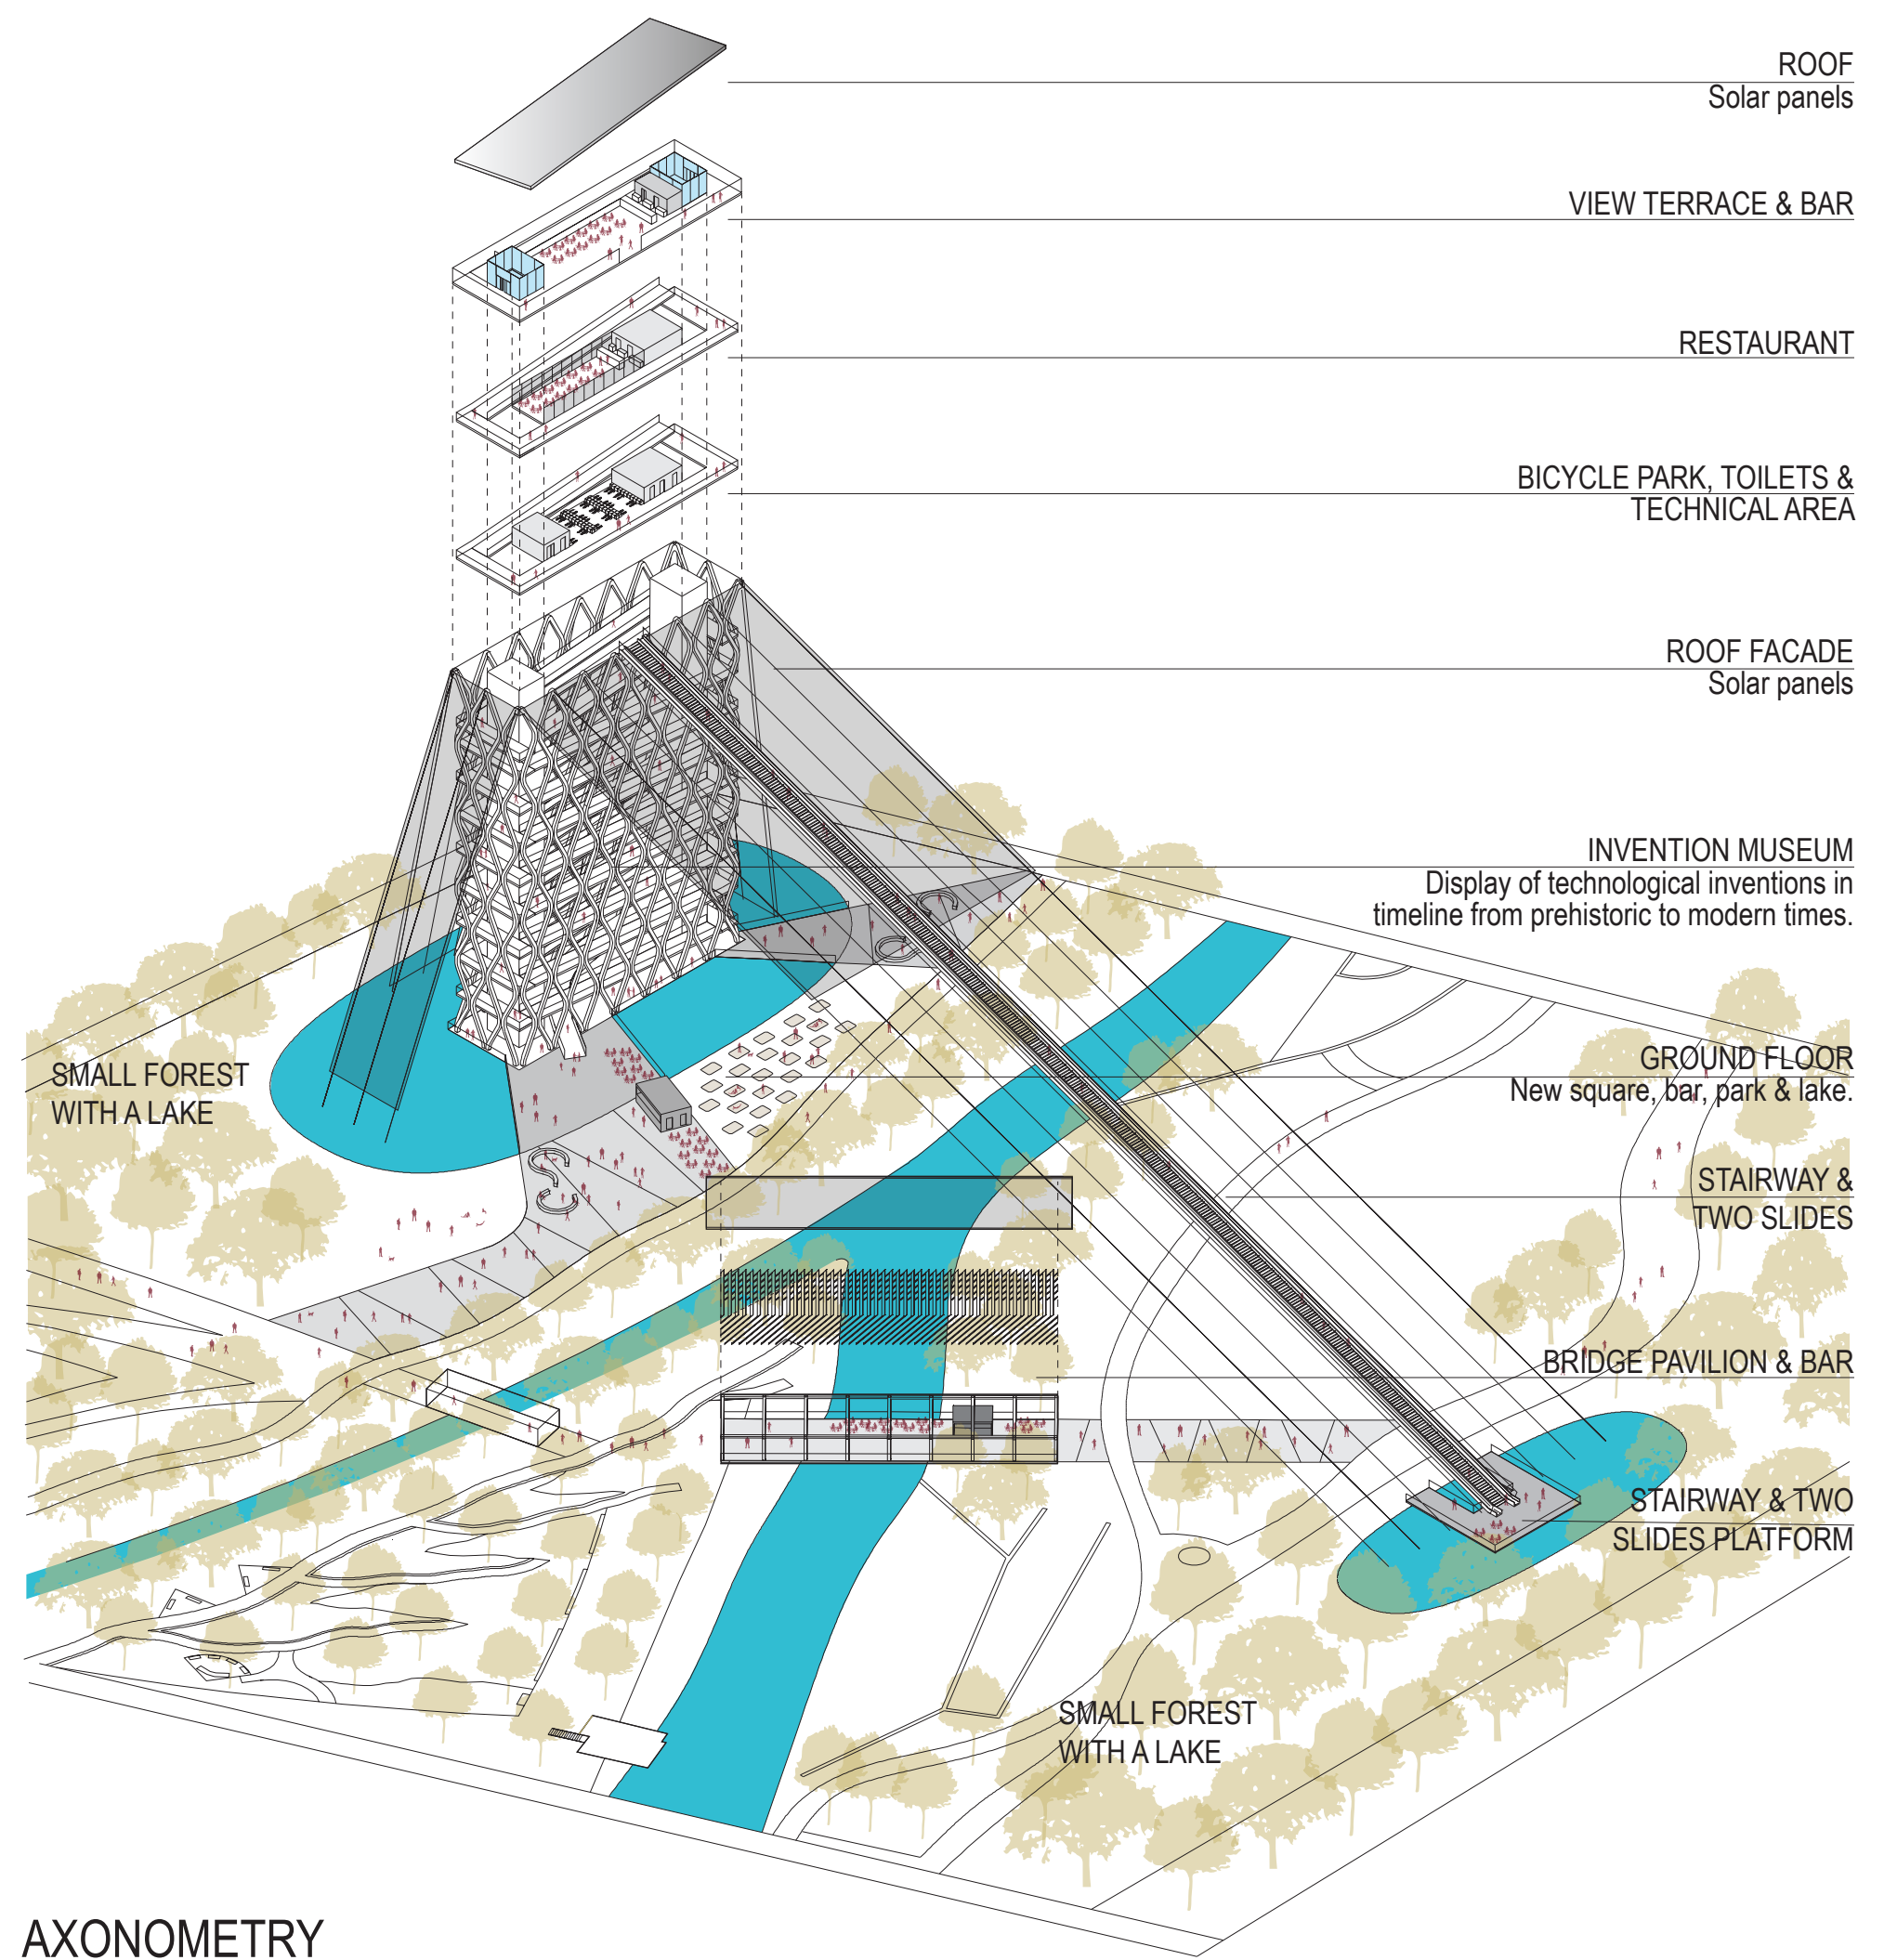 ROOF
Solar panels
VIEW TERRACE & BAR
RESTAURANT
BICYCLE PARK, TOILETS &
TECHNICAL AREA
ROOF FACADE
Solar panels
INVENTION MUSEUM
Display of technological inventions in
timeline from prehistoric to modern times.
GROUND FLOOR
New square, bar, park & lake.
SMALL FOREST
WITH A LAKE
STAIRWAY &
TWO SLIDES
BRIDGE PAVILION & BAR
STAIRWAY & TWO
SLIDES PLATFORM
SMALL FOREST
WITH A LAKE
AXONOMETRY